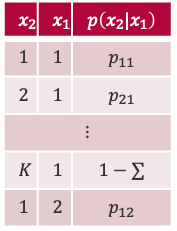 x₂ x₁ p(x₂|x₁)
1 1 p₁₁
2 1 p₂₁
⋮
K 1 1 − Σ
1 2 p₁₂